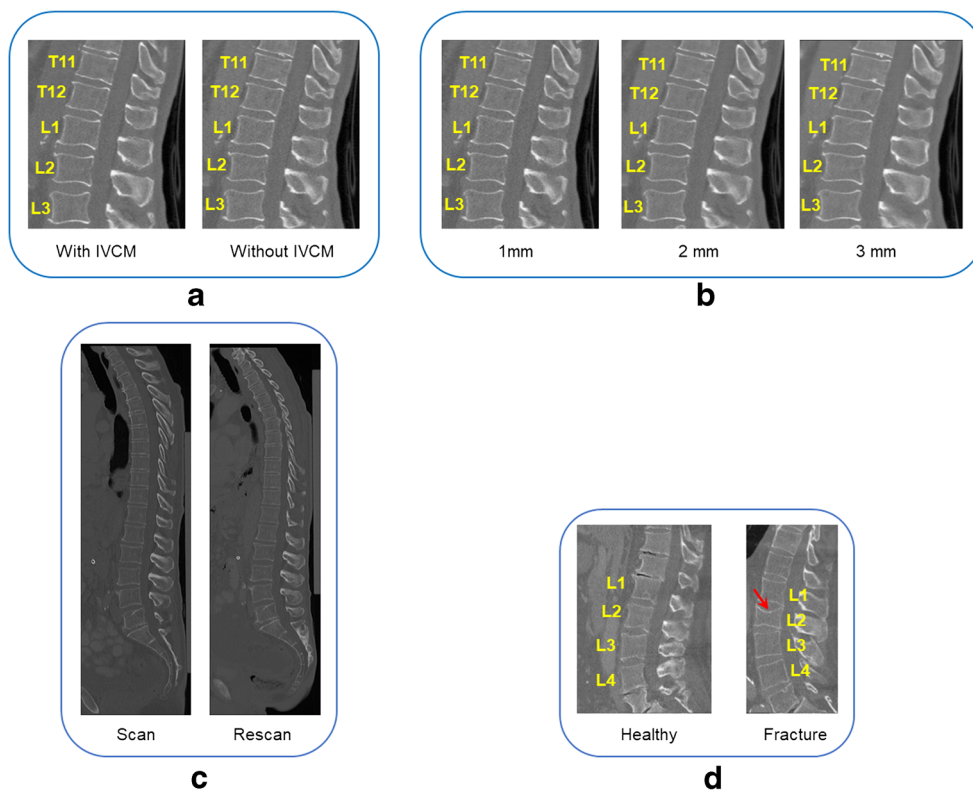 T11
T12
L1
L2
L3
T11
T12
L1
L2
L3
With IVCM
Without IVCM
a
T11
T12
L1
L2
L3
T11
T12
L1
L2
L3
T11
T12
L1
L2
L3
1mm
2 mm
3 mm
b
Scan
Rescan
c
L1
L2
L3
L4
L1
L2
L3
L4
Healthy
Fracture
d